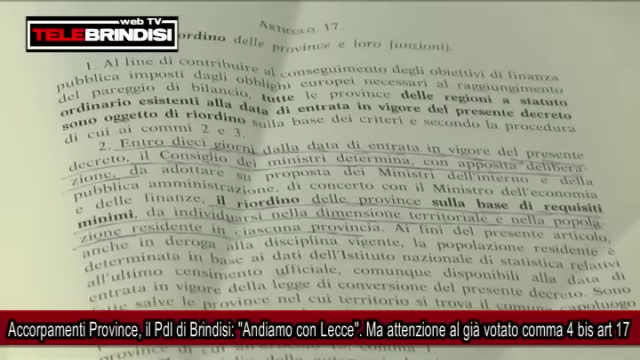 web TV
TELEBRINDISI
ARTICOLO 17.
ordino delle province e loro funzioni).
1. Al fine di contribuire al conseguimento degli obiettivi di finanza
pubblica imposti dagli obblighi europei necessari al raggiungimento
del pareggio di bilancio, tutte le province delle regioni a statuto
ordinario esistenti alla data di entrata in vigore del presente decreto
sono oggetto di riordino sulla base dei criteri e secondo la procedura
di cui ai commi 2 e 3.
2. Entro dieci giorni dalla data di entrata in vigore del presente
decreto, il Consiglio dei ministri determina, con apposita delibera-
zione, da adottare su proposta dei Ministri dell'interno e della
pubblica amministrazione, di concerto con il Ministro dell'economia
e delle finanze, il riordino delle province sulla base di requisiti
minimi, da individuarsi nella dimensione territoriale e nella popola-
zione residente in ciascuna provincia. Ai fini del presente articolo,
anche in deroga alla disciplina vigente, la popolazione residente è
determinata in base ai dati dell'Istituto nazionale di statistica relativi
all'ultimo censimento ufficiale, comunque disponibili alla data di
entrata in vigore della legge di conversione del presente decreto. Sono
fatte salve le province nel cui territorio si trova il comune capoluogo
Accorpamenti Province, il Pdl di Brindisi: "Andiamo con Lecce". Ma attenzione al già votato comma 4 bis art 17